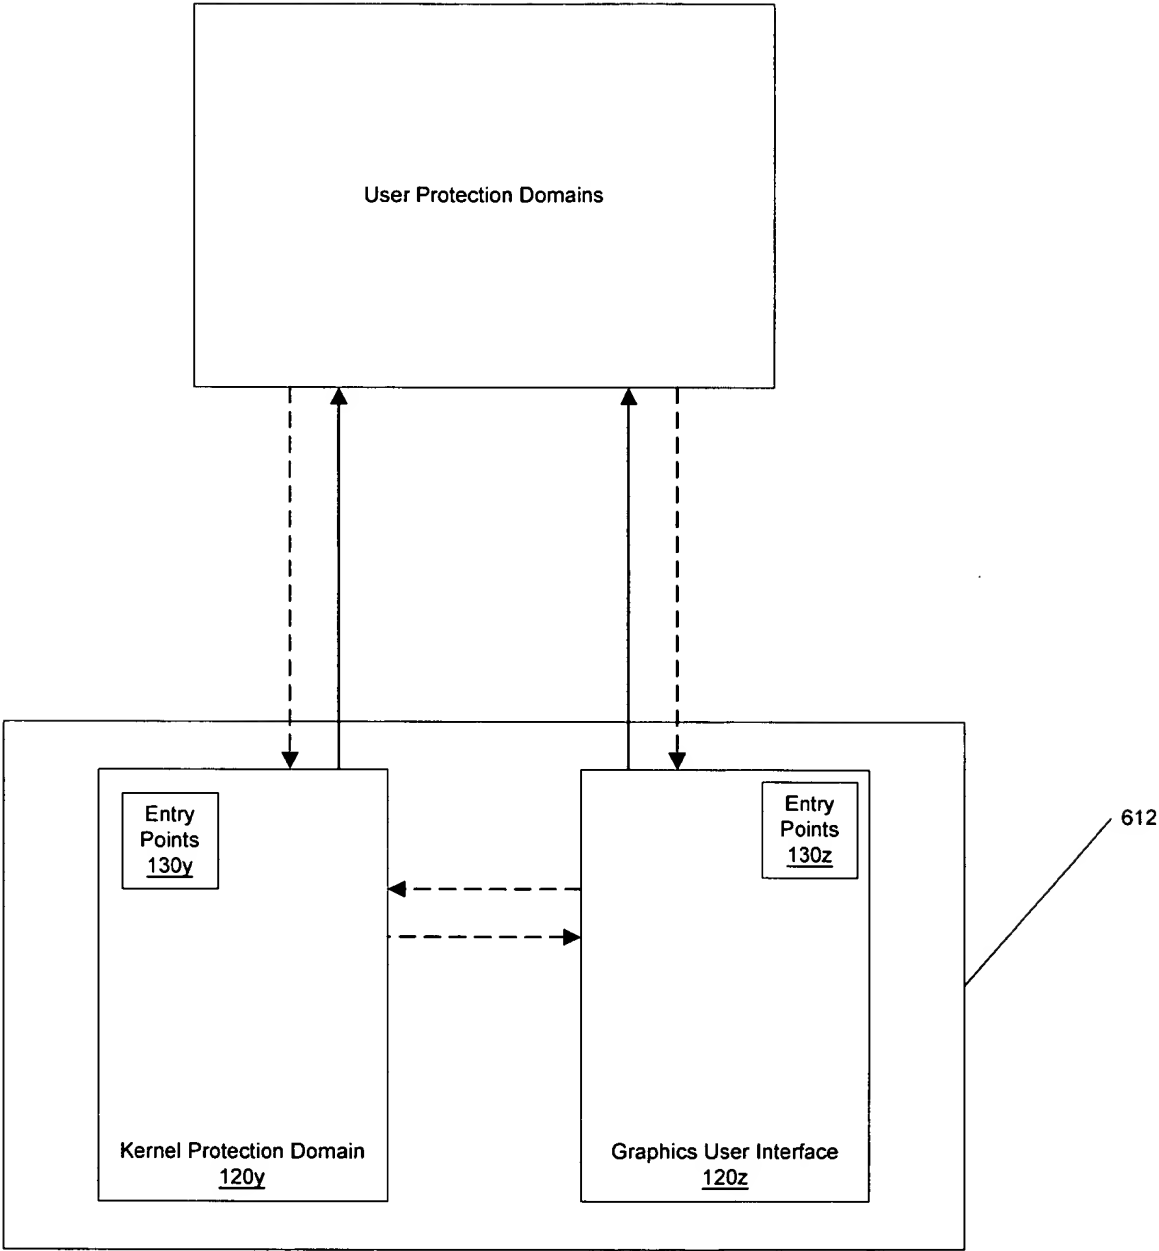 User Protection Domains
Entry
Points
130y
Entry
Points
130z
612
Kernel Protection Domain
120y
Graphics User Interface
120z